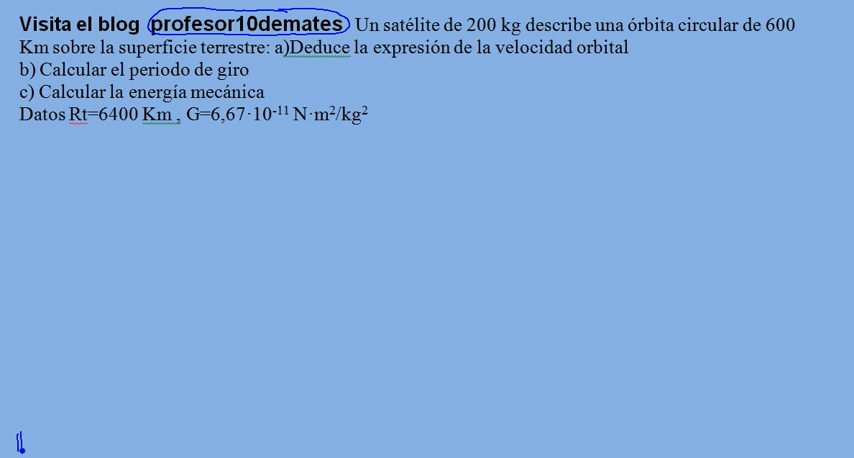 Visita el blog profesor10demates Un satélite de 200 kg describe una órbita circular de 600
Km sobre la superficie terrestre: a)Deduce la expresión de la velocidad orbital
b) Calcular el periodo de giro
c) Calcular la energía mecánica
Datos Rt=6400 Km , G=6,67·10⁻¹¹ N·m²/kg²